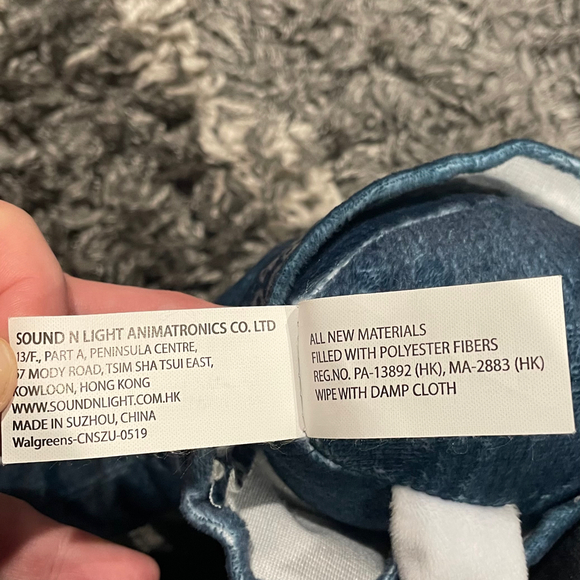 SOUND N LIGHT ANIMATRONICS CO. LTD
13/F., PART A, PENINSULA CENTRE,
67 MODY ROAD, TSIM SHA TSUI EAST,
KOWLOON, HONG KONG
WWW.SOUNDNLIGHT.COM.HK
MADE IN SUZHOU, CHINA
Walgreens-CNSZU-0519
ALL NEW MATERIALS
FILLED WITH POLYESTER FIBERS
REG.NO. PA-13892 (HK), MA-2883 (HK)
WIPE WITH DAMP CLOTH